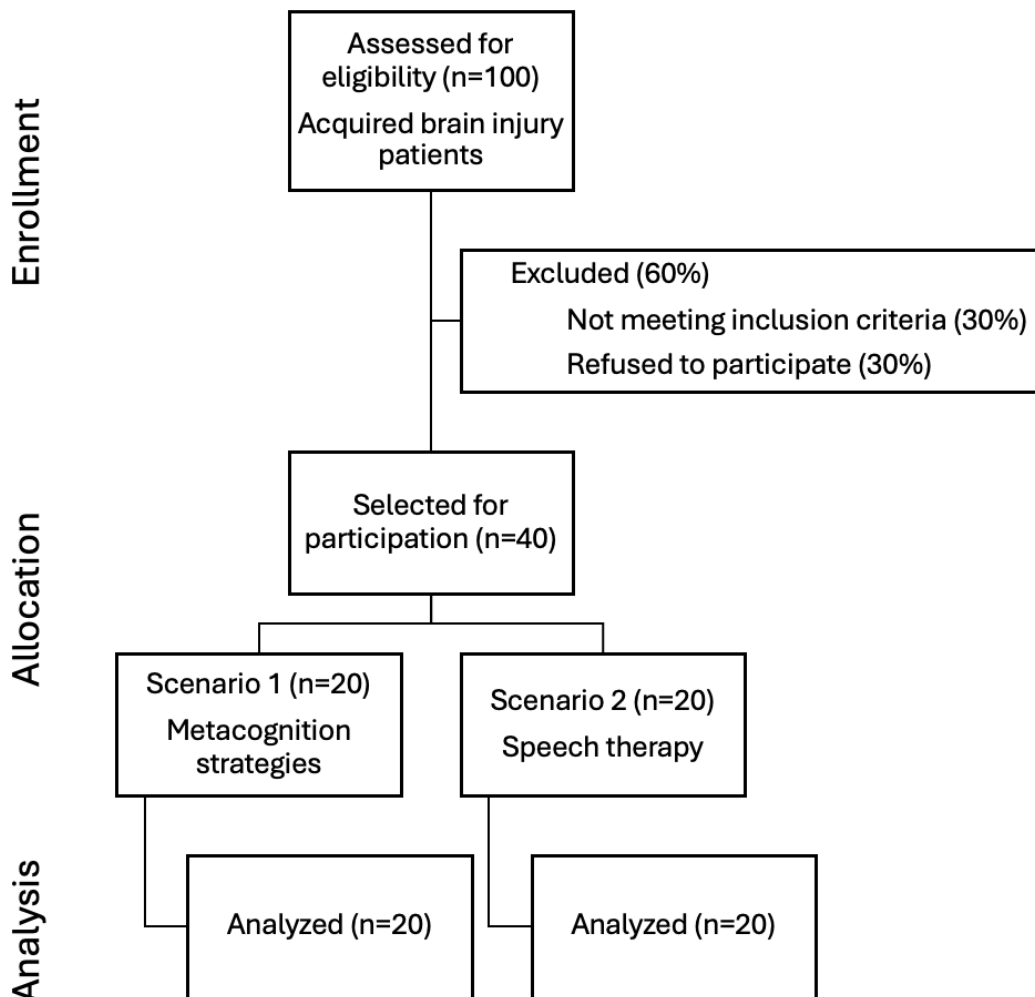 Enrollment
Assessed for
eligibility (n=100)
Acquired brain injury
patients
Excluded (60%)
Not meeting inclusion criteria (30%)
Refused to participate (30%)
Allocation
Selected for
participation (n=40)
Scenario 1 (n=20)
Metacognition
strategies
Scenario 2 (n=20)
Speech therapy
Analysis
Analyzed (n=20)
Analyzed (n=20)